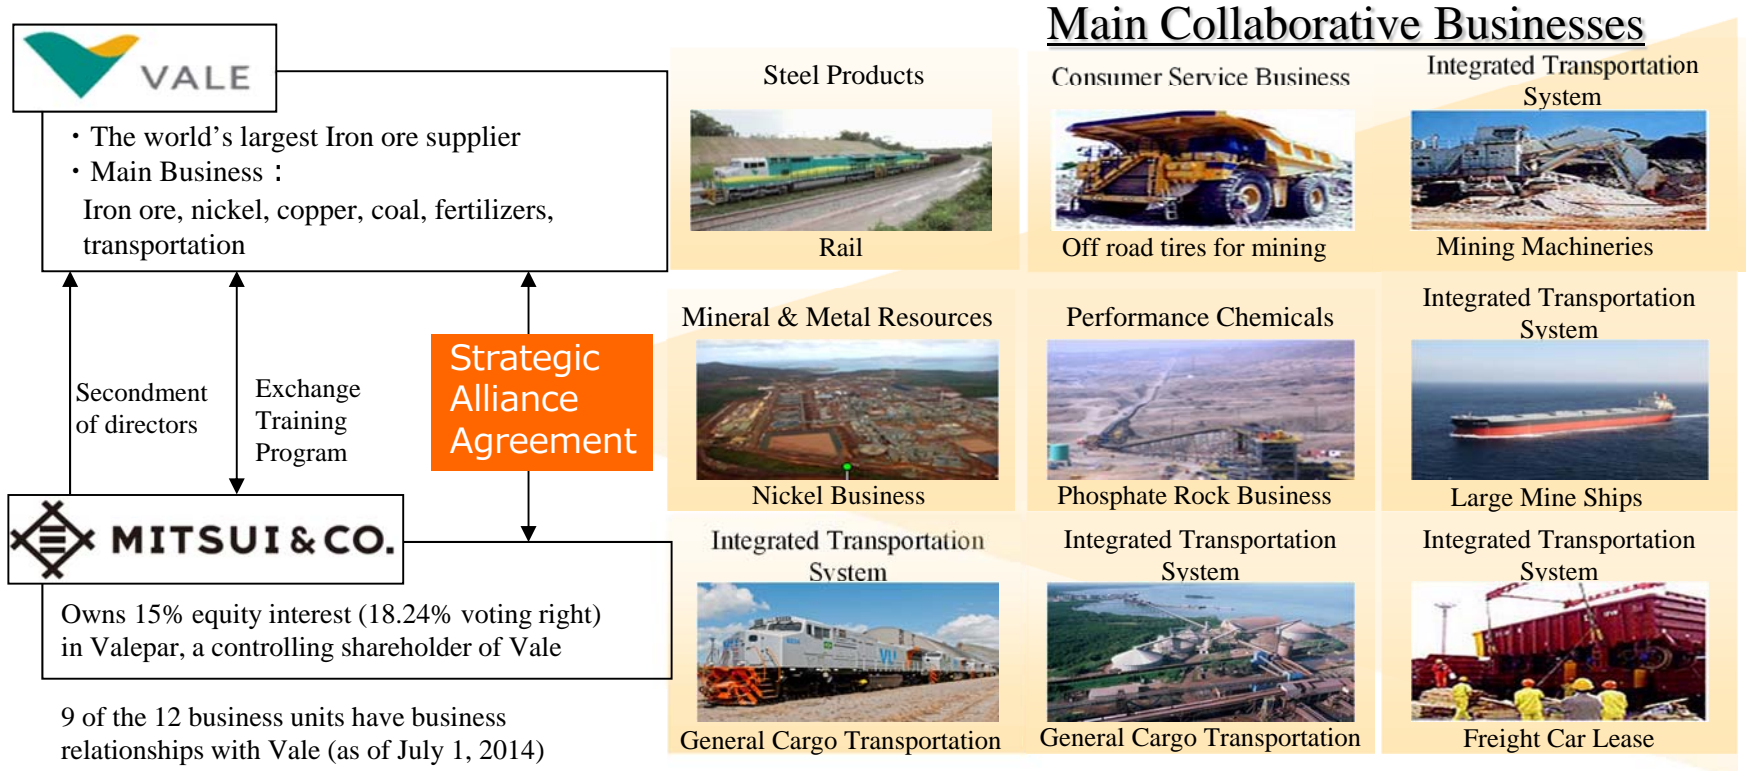 Main Collaborative Businesses
VALE
・The world's largest Iron ore supplier
・Main Business：
Iron ore, nickel, copper, coal, fertilizers,
transportation
Secondment
of directors
Exchange
Training
Program
Strategic
Alliance
Agreement
MITSUI & CO.
Owns 15% equity interest (18.24% voting right)
in Valepar, a controlling shareholder of Vale
9 of the 12 business units have business
relationships with Vale (as of July 1, 2014)
Steel Products
Rail
Consumer Service Business
Off road tires for mining
Integrated Transportation
System
Mining Machineries
Mineral & Metal Resources
Nickel Business
Performance Chemicals
Phosphate Rock Business
Integrated Transportation
System
Large Mine Ships
Integrated Transportation
System
VLI
General Cargo Transportation
Integrated Transportation
System
General Cargo Transportation
Integrated Transportation
System
Freight Car Lease